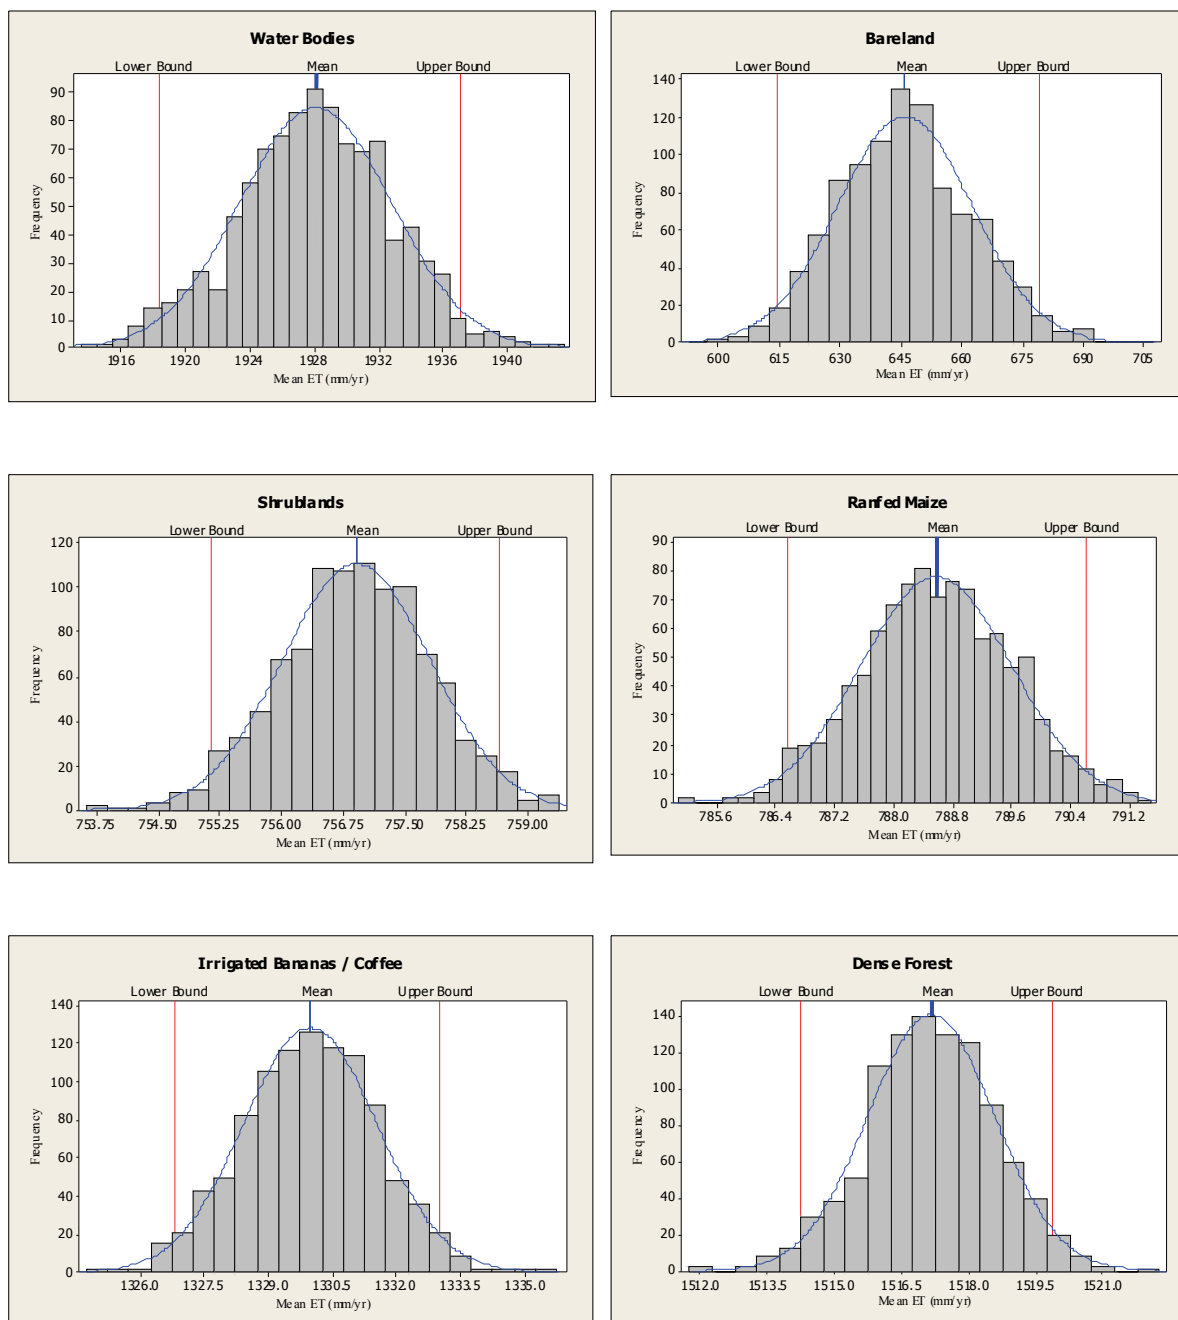 Water Bodies
Lower Bound Mean Upper Bound
90
80
70
60
50
40
30
20
10
0
Frequency
1916 1920 1924 1928 1932 1936 1940
Mean ET (mm/yr)
Bareland
Lower Bound Mean Upper Bound
140
120
100
80
60
40
20
0
Frequency
600 615 630 645 660 675 690 705
Mean ET (mm/yr)
Shrublands
Lower Bound Mean Upper Bound
120
100
80
60
40
20
0
Frequency
753.75 754.50 755.25 756.00 756.75 757.50 758.25 759.00
Mean ET (mm/yr)
Ranfed Maize
Lower Bound Mean Upper Bound
90
80
70
60
50
40
30
20
10
0
Frequency
785.6 786.4 787.2 788.0 788.8 789.6 790.4 791.2
Mean ET (mm/yr)
Irrigated Bananas / Coffee
Lower Bound Mean Upper Bound
140
120
100
80
60
40
20
0
Frequency
1326.0 1327.5 1329.0 1330.5 1332.0 1333.5 1335.0
Mean ET (mm/yr)
Dense Forest
Lower Bound Mean Upper Bound
140
120
100
80
60
40
20
0
Frequency
1512.0 1513.5 1515.0 1516.5 1518.0 1519.5 1521.0
Mean ET (mm/yr)